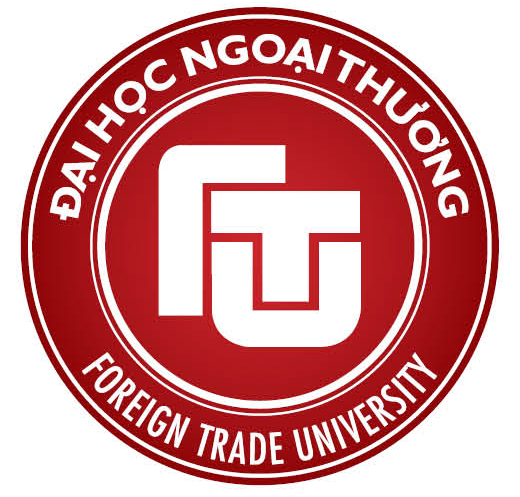 ĐẠI HỌC NGOẠI THƯƠNG
FTU
FOREIGN TRADE UNIVERSITY